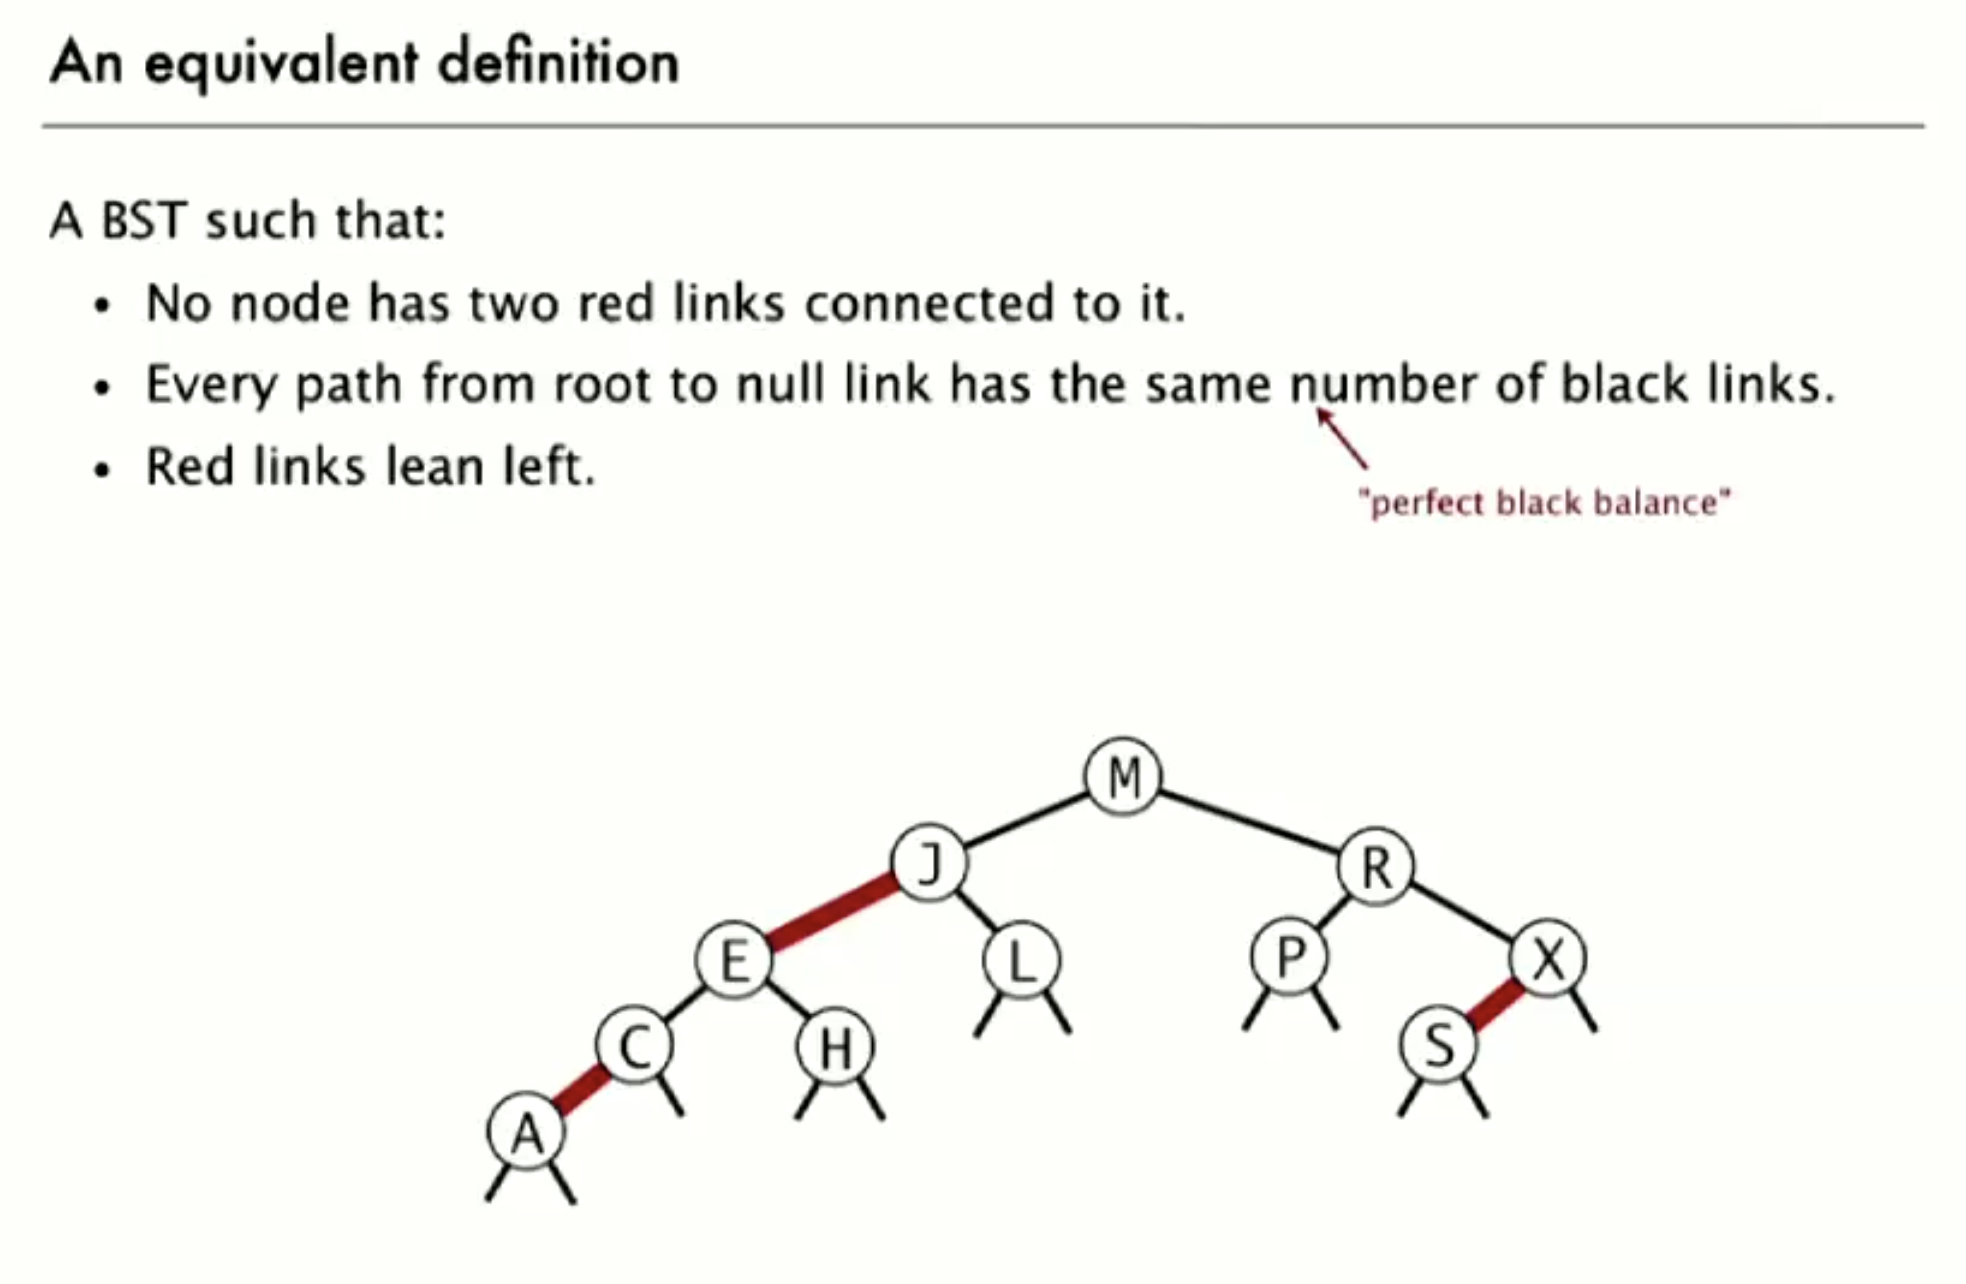 An equivalent definition
A BST such that:
• No node has two red links connected to it.
• Every path from root to null link has the same number of black links.
• Red links lean left.
"perfect black balance"
M
J
R
E
L
P
X
C
H
S
A